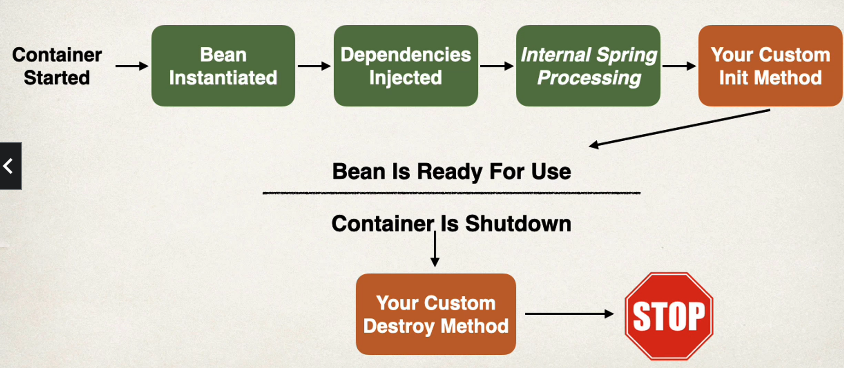 Container
Started
Bean
Instantiated
Dependencies
Injected
Internal Spring
Processing
Your Custom
Init Method
Bean Is Ready For Use
Container Is Shutdown
Your Custom
Destroy Method
STOP